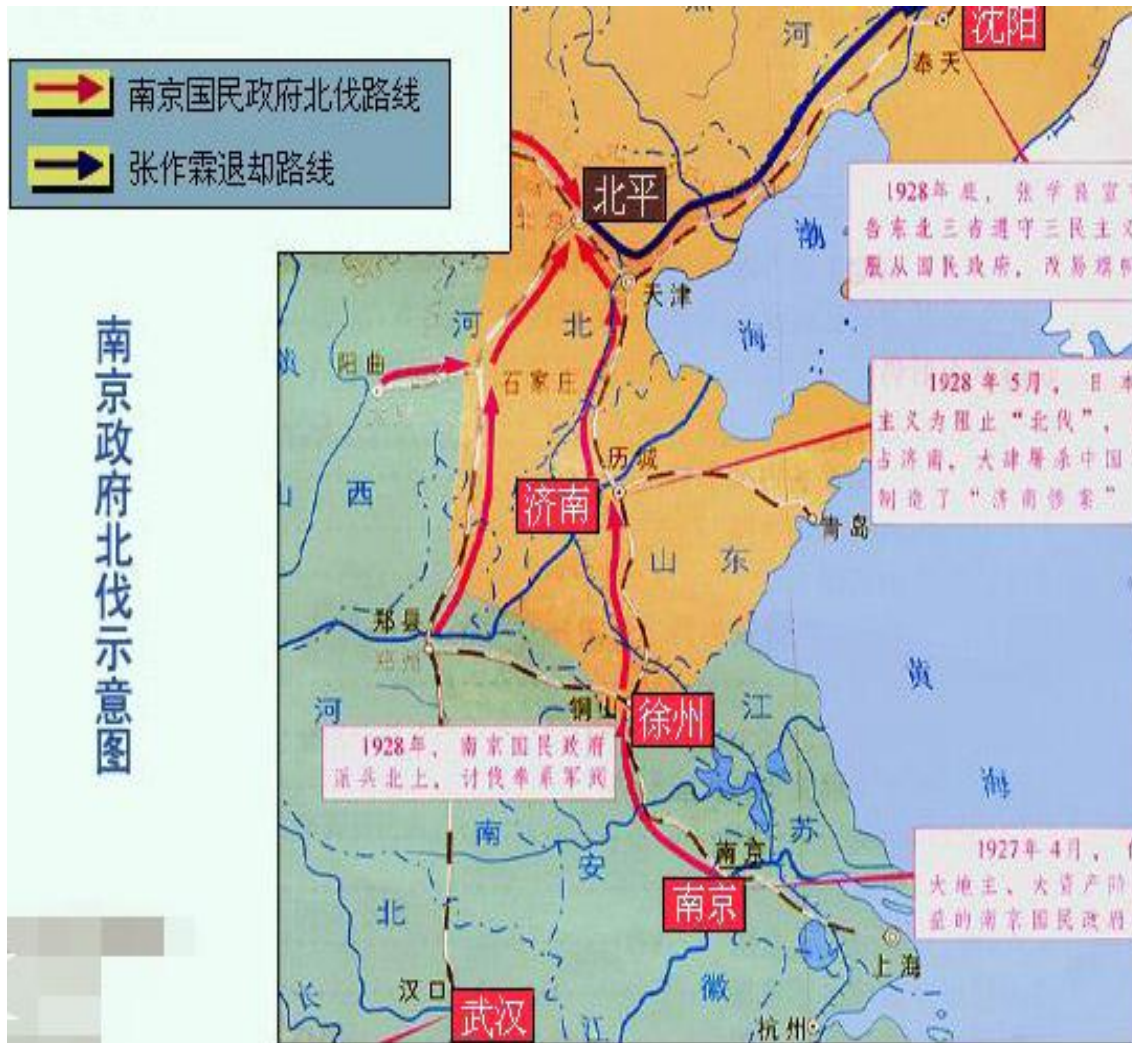 南京国民政府北伐路线
张作霖退却路线
南京政府北伐示意图
沈阳
奉天
河
北平
渤
海
天津
河
北
阳曲
石家庄
山
西
历城
济南
青岛
山
东
郑县
郑州
铜山
徐州
河
南
江
苏
黄
海
安
徽
南京
南京
上海
杭州
北
汉口
武汉
长
江
1928年底,张学良宣
告东北三省遵守三民主义
服从国民政府,改易旗帜
1928年5月,日本
主义为阻止“北伐”,
占济南,大津屠杀中国
制造了“济南惨案”
1928年,南京国民政府
派兵北上,讨伐奉系军阀
1927年4月,
大地主、大资产阶
益的南京国民政府